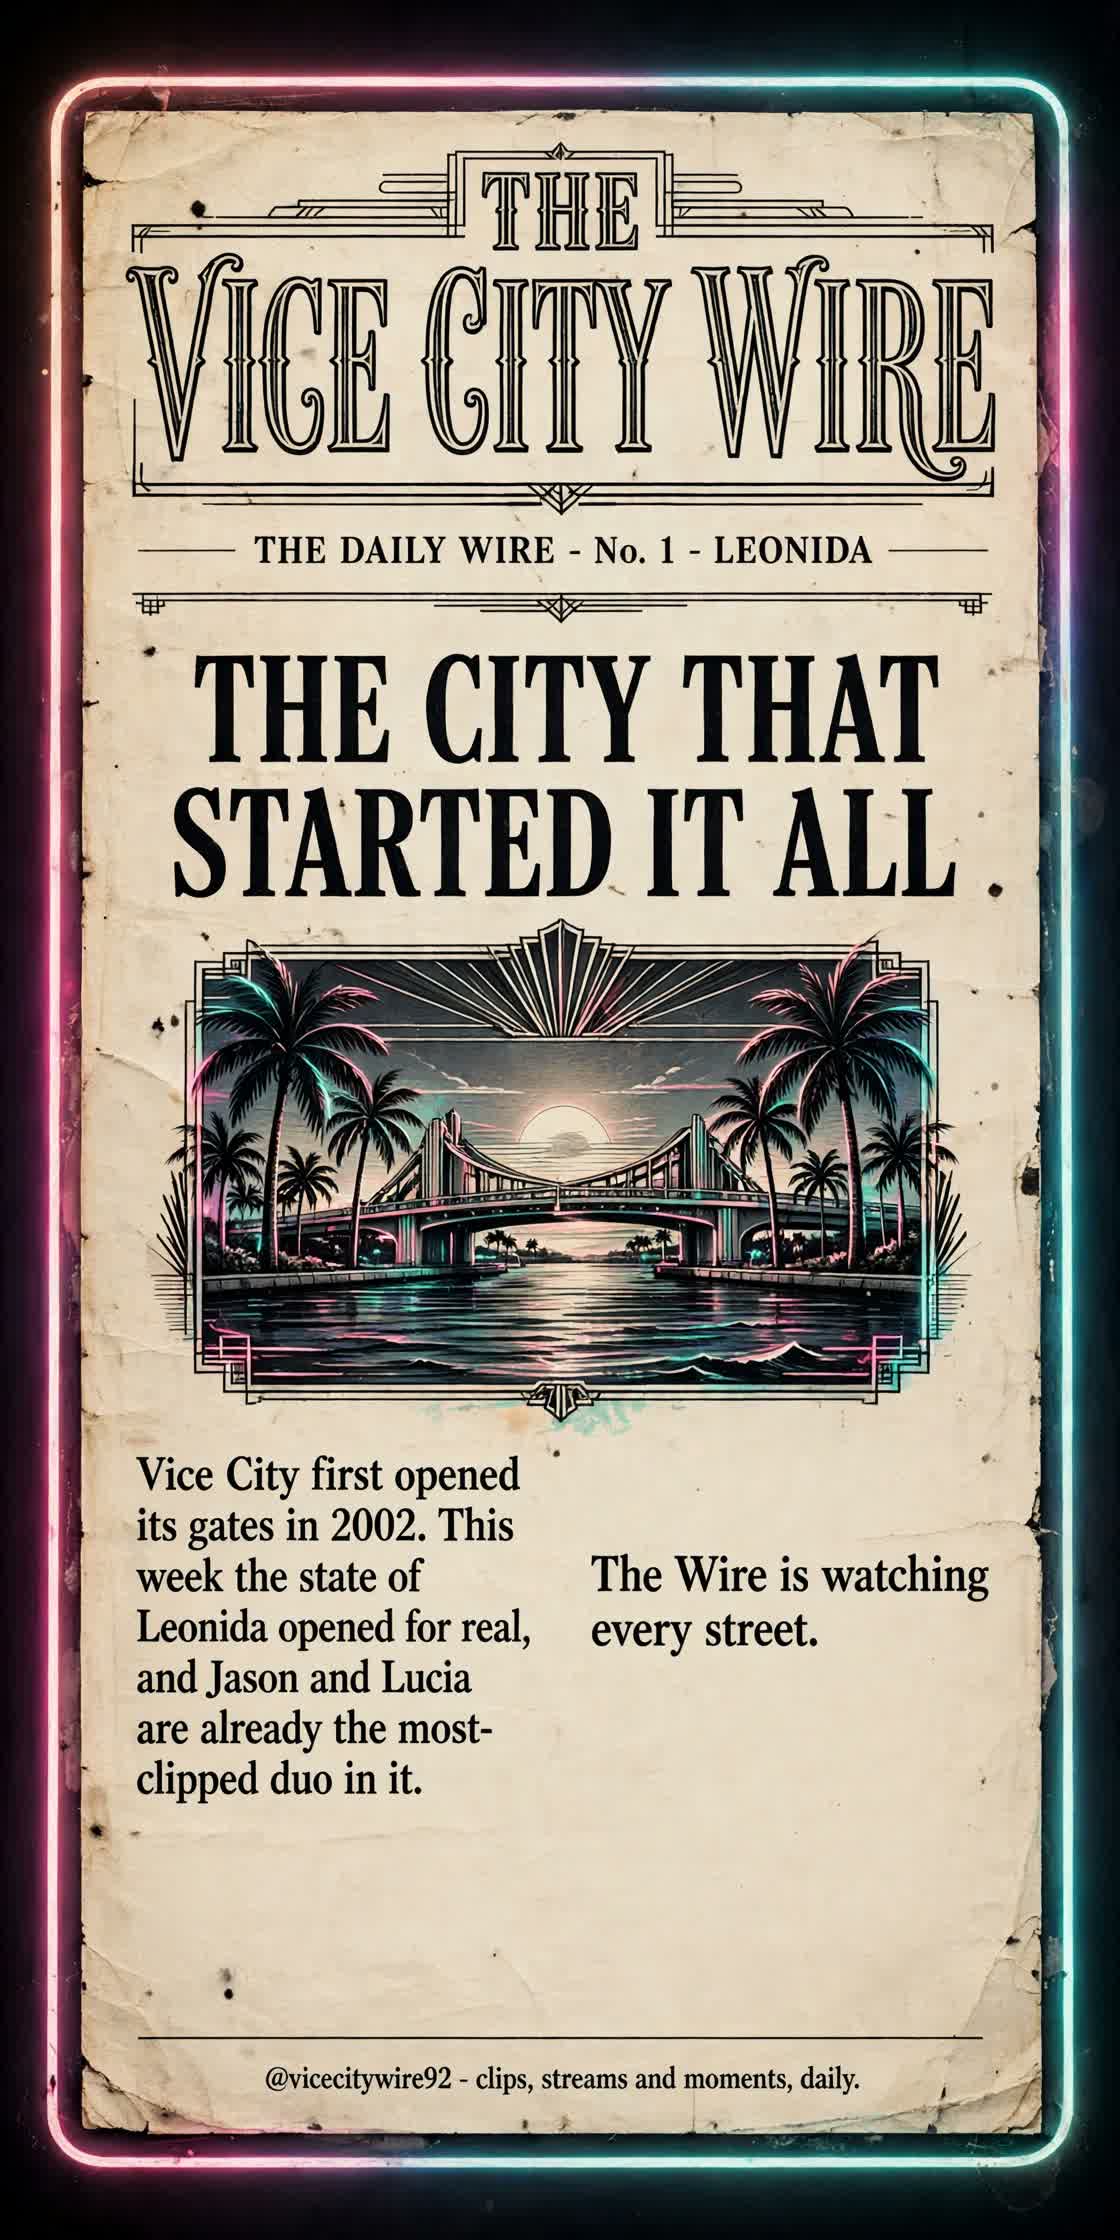 THE
VICE CITY WIRE
THE DAILY WIRE - No. 1 - LEONIDA
THE CITY THAT
STARTED IT ALL
Vice City first opened
its gates in 2002. This
week the state of
Leonida opened for real,
and Jason and Lucia
are already the most-
clipped duo in it.
The Wire is watching
every street.
@vicecitywire92 - clips, streams and moments, daily.